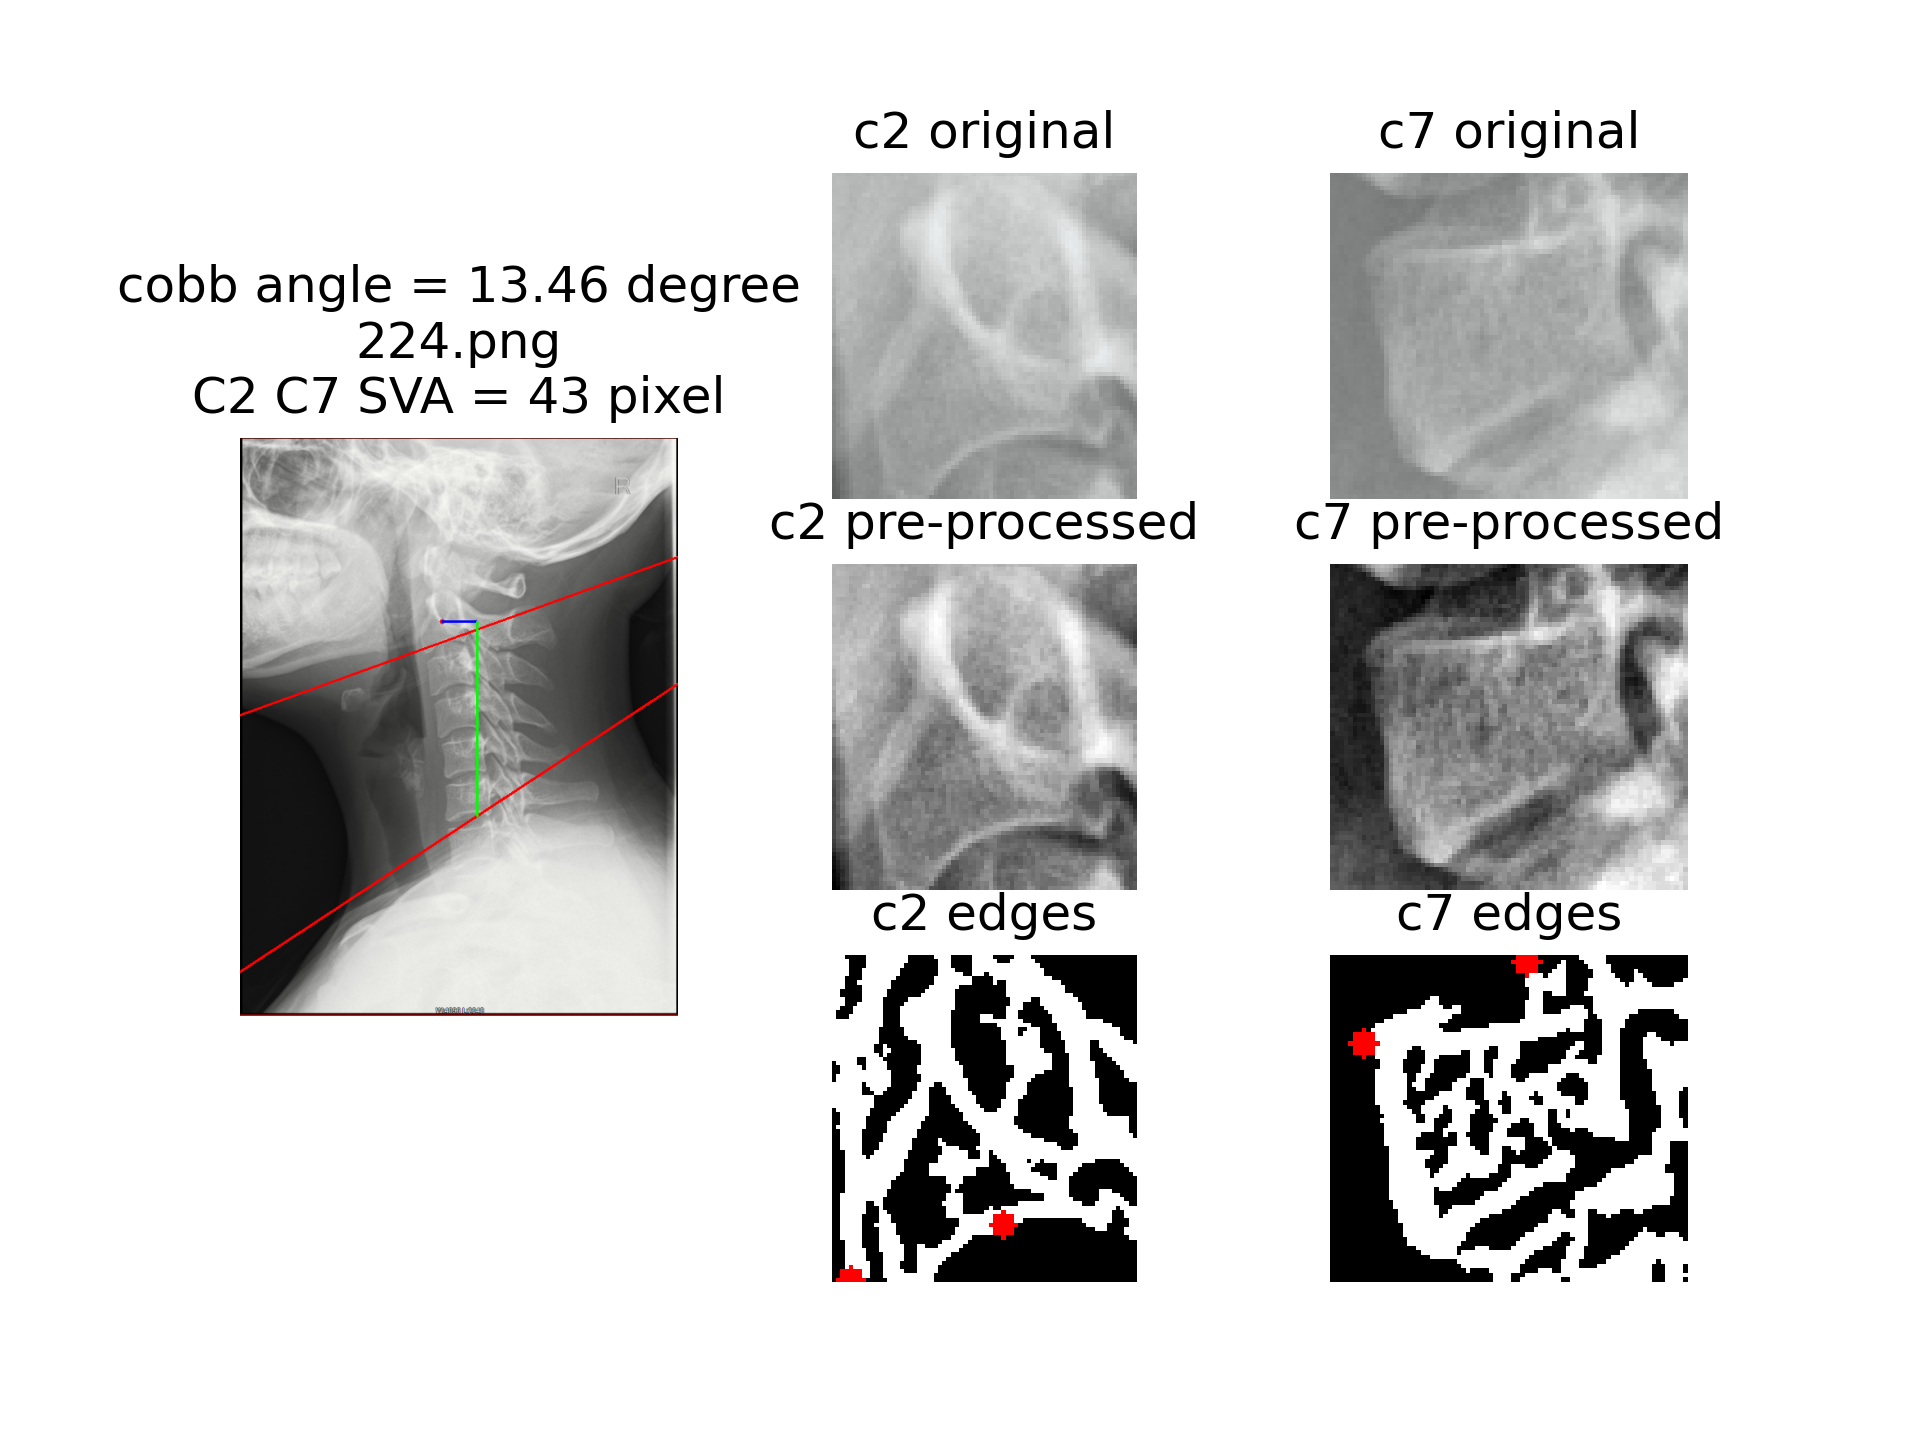 cobb angle = 13.46 degree
224.png
C2 C7 SVA = 43 pixel
R
c2 original
c7 original
c2 pre-processed
c7 pre-processed
c2 edges
c7 edges